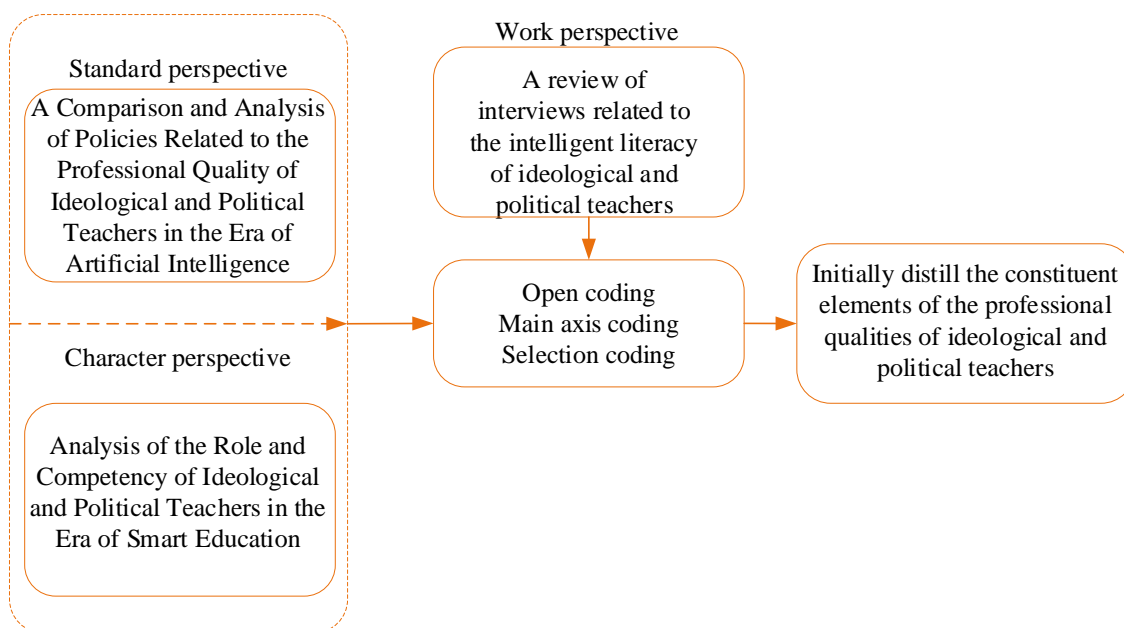 Standard perspective
A Comparison and Analysis
of Policies Related to the
Professional Quality of
Ideological and Political
Teachers in the Era of
Artificial Intelligence
Character perspective
Analysis of the Role and
Competency of Ideological
and Political Teachers in the
Era of Smart Education
Work perspective
A review of
interviews related to
the intelligent literacy
of ideological and
political teachers
Open coding
Main axis coding
Selection coding
Initially distill the constituent
elements of the professional
qualities of ideological and
political teachers